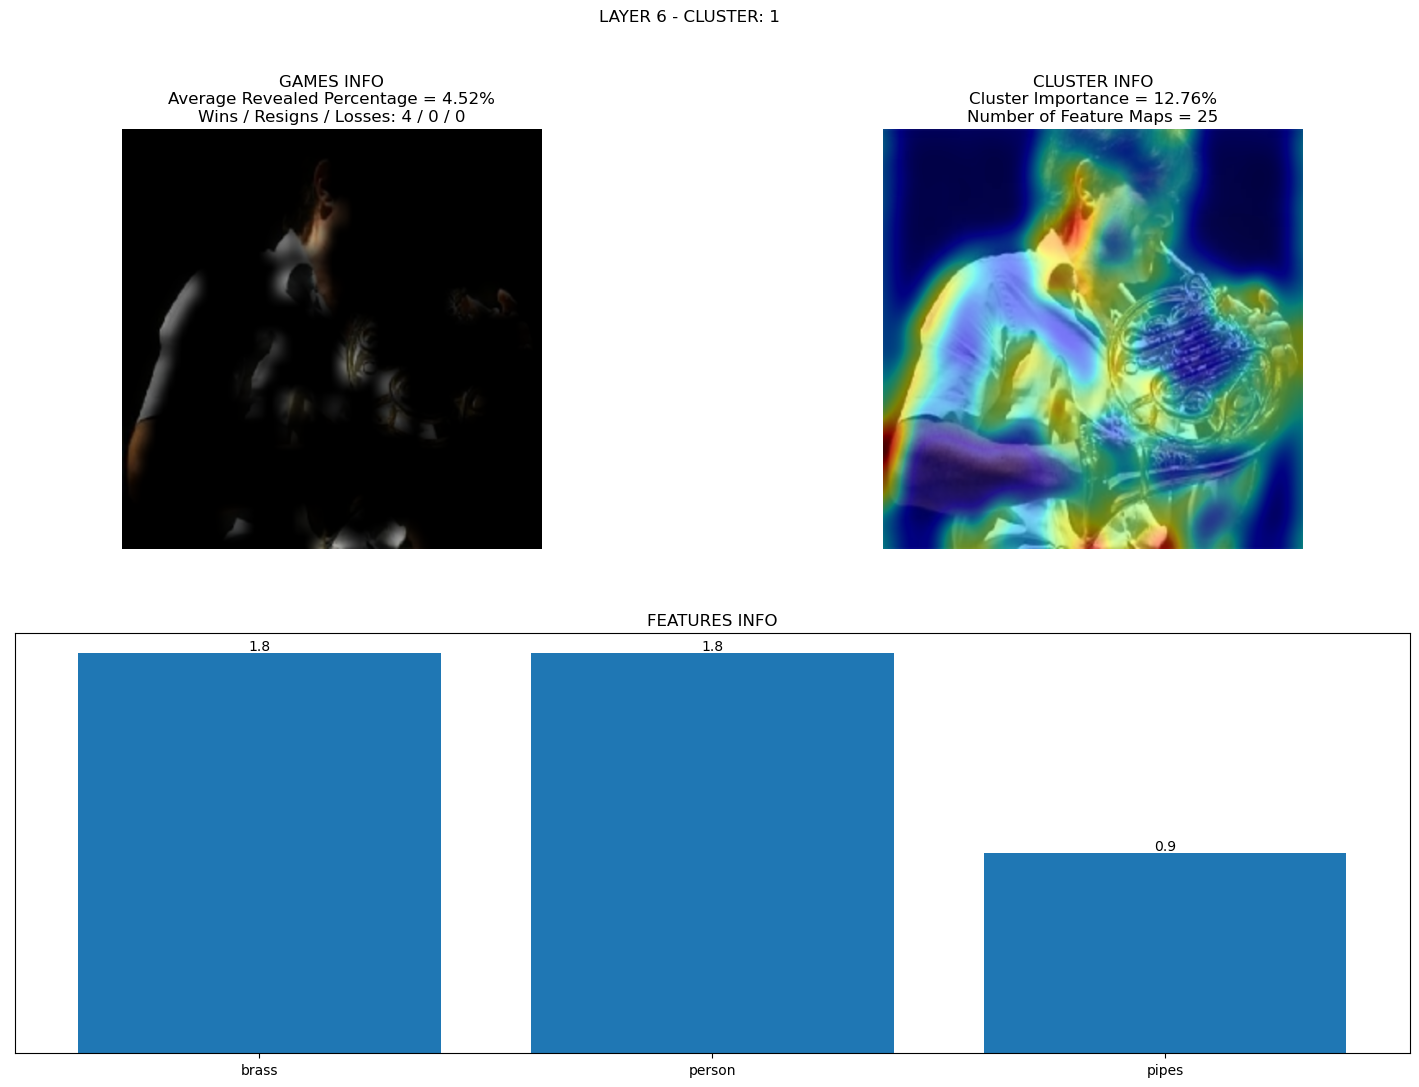 LAYER 6 - CLUSTER: 1
GAMES INFO
Average Revealed Percentage = 4.52%
Wins / Resigns / Losses: 4 / 0 / 0
CLUSTER INFO
Cluster Importance = 12.76%
Number of Feature Maps = 25
FEATURES INFO
1.8
1.8
0.9
brass
person
pipes